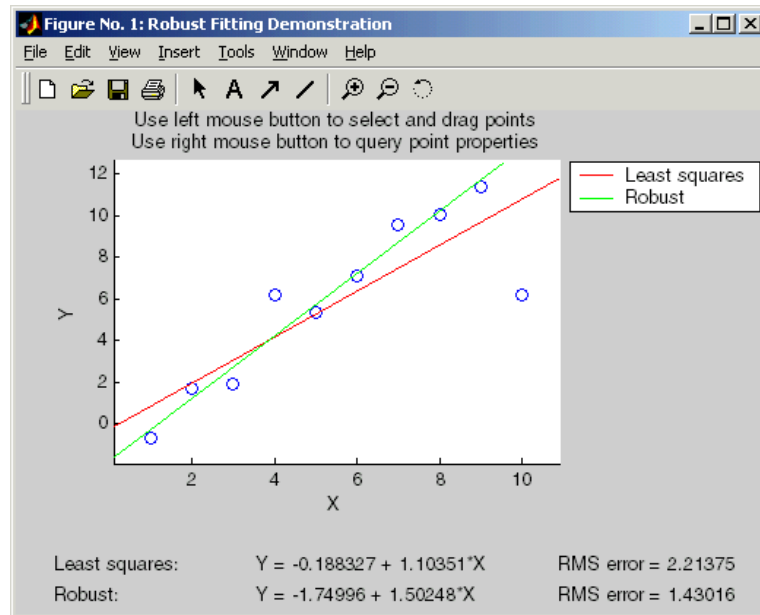 Figure No. 1: Robust Fitting Demonstration
File Edit View Insert Tools Window Help
A
Use left mouse button to select and drag points
Use right mouse button to query point properties
Least squares
Robust
12
10
8
6
4
2
0
Y
2 4 6 8 10
X
Least squares: Y = -0.188327 + 1.10351*X RMS error = 2.21375
Robust: Y = -1.74996 + 1.50248*X RMS error = 1.43016